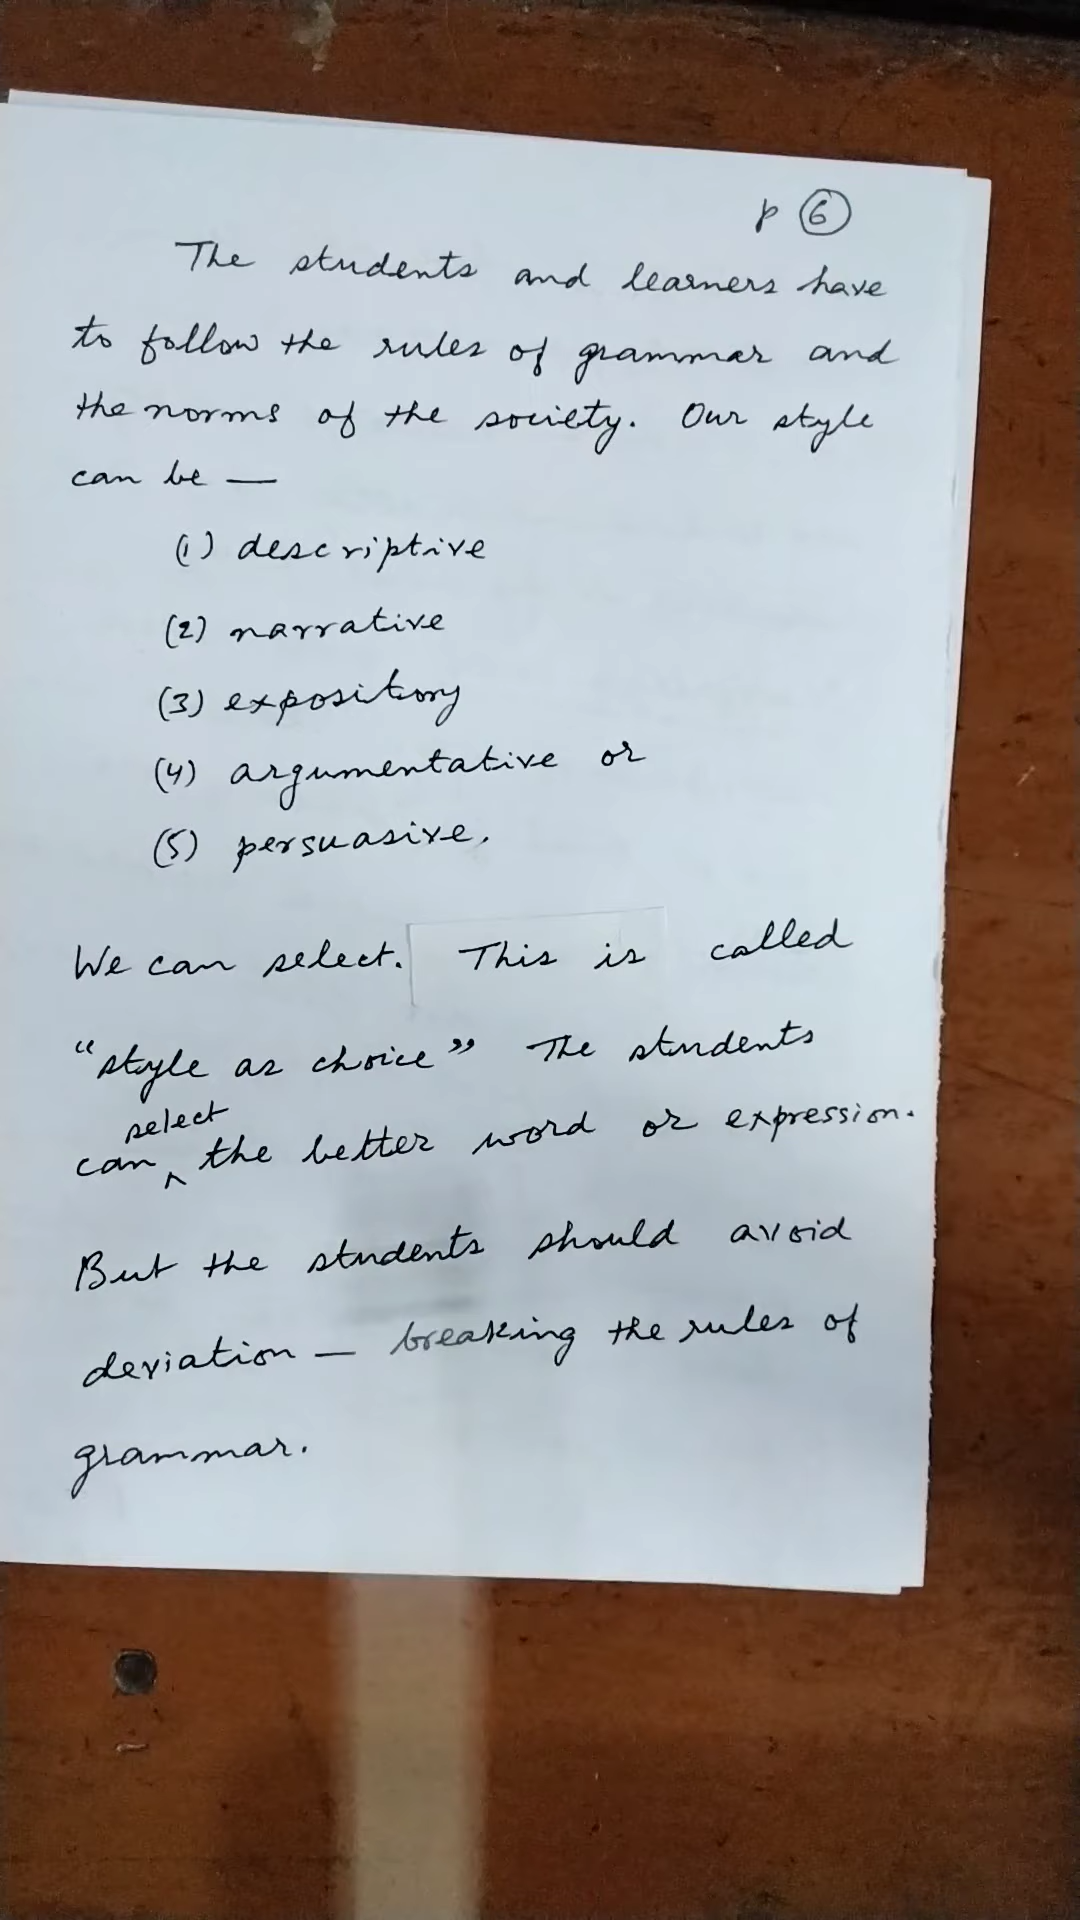 p 6
The students and learners have
to follow the rules of grammar and
the norms of the society. Our style
can be —
(1) descriptive
(2) narrative
(3) expository
(4) argumentative or
(5) persuasive.
We can select. This is called
"style as choice" The students
select
can ^ the better word or expression.
But the students should avoid
deviation — breaking the rules of
grammar.